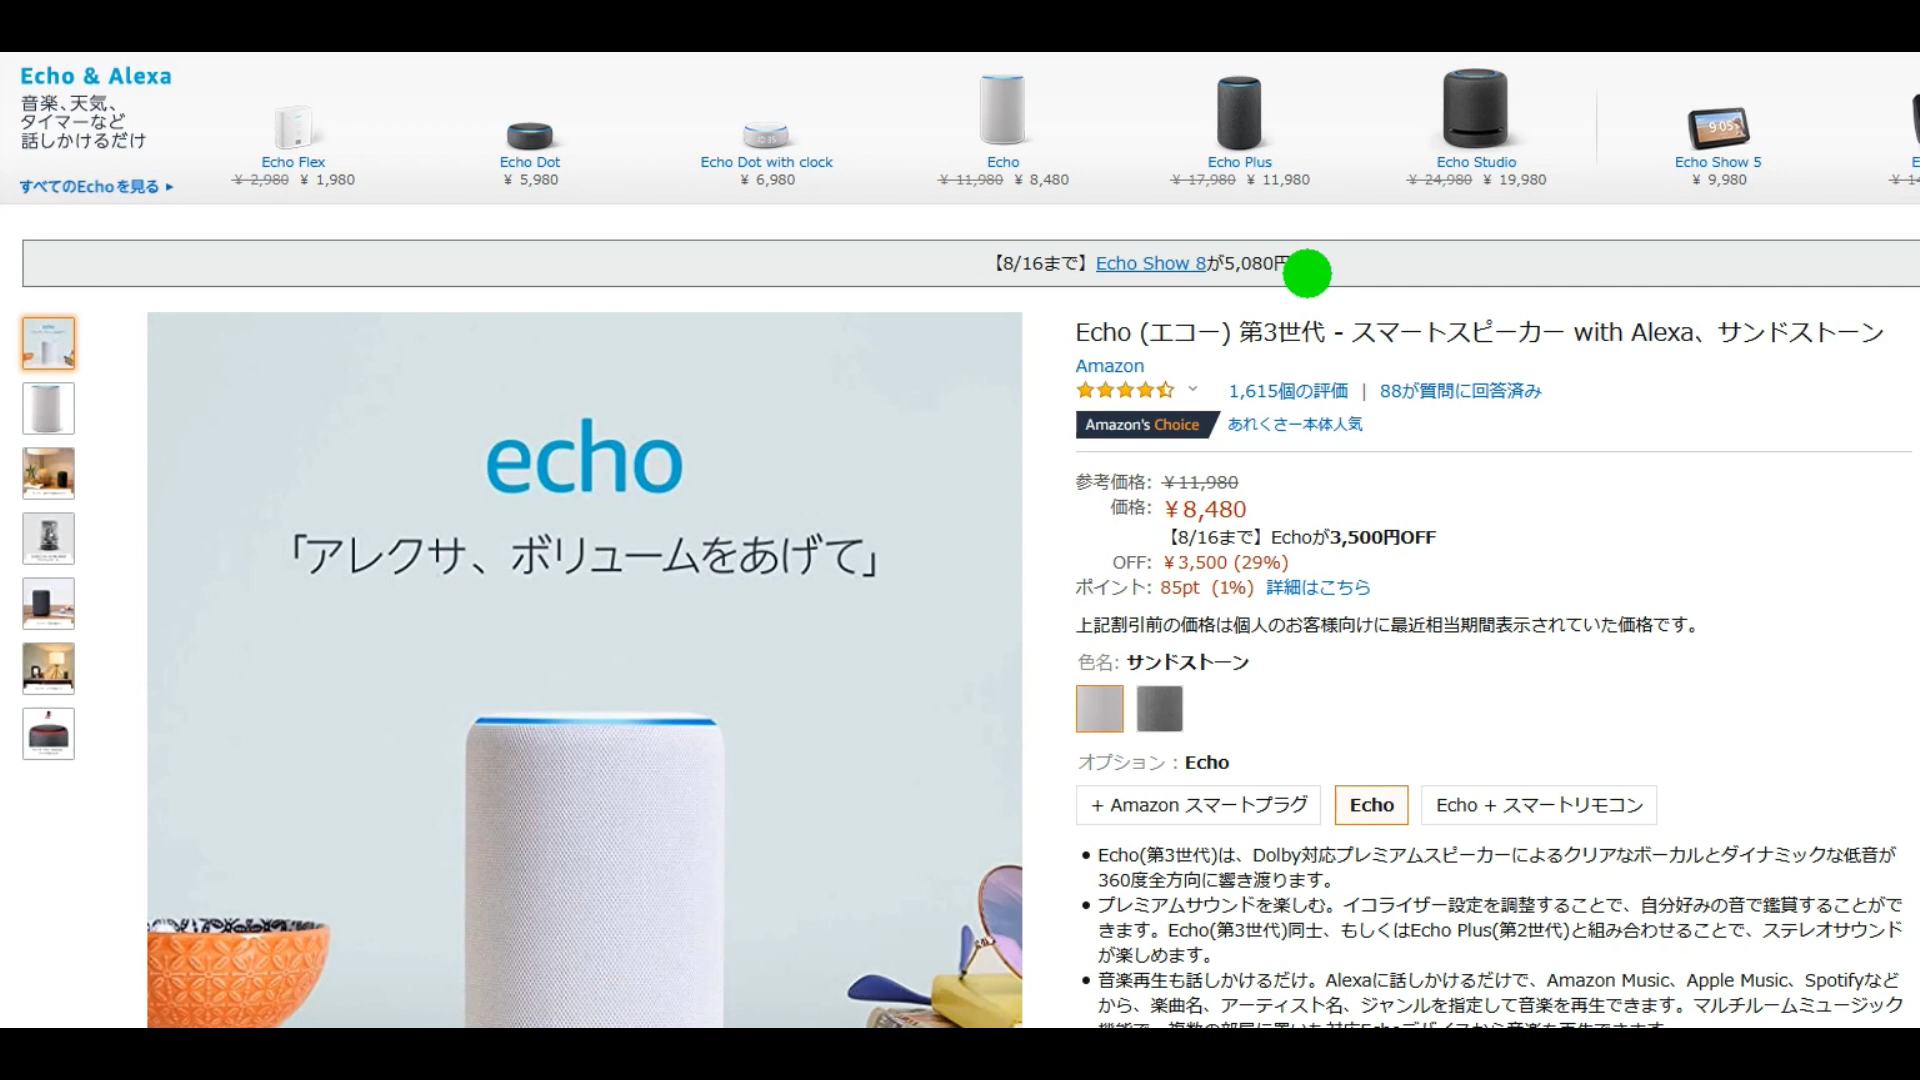 Echo & Alexa
音楽、天気、
タイマーなど
話しかけるだけ
すべてのEchoを見る ▸
Echo Flex
¥ 2,980 ¥ 1,980
Echo Dot
¥ 5,980
Echo Dot with clock
¥ 6,980
Echo
¥ 11,980 ¥ 8,480
Echo Plus
¥ 17,980 ¥ 11,980
Echo Studio
¥ 24,980 ¥ 19,980
9:05
Echo Show 5
¥ 9,980
【8/16まで】Echo Show 8が5,080円
echo
「アレクサ、ボリュームをあげて」
Echo (エコー) 第3世代 - スマートスピーカー with Alexa、サンドストーン
Amazon
1,615個の評価 | 88が質問に回答済み
Amazon's Choice あれくさー本体人気
参考価格: ¥11,980
価格: ¥8,480
【8/16まで】Echoが3,500円OFF
OFF: ¥3,500 (29%)
ポイント: 85pt (1%) 詳細はこちら
上記割引前の価格は個人のお客様向けに最近相当期間表示されていた価格です。
色名: サンドストーン
オプション : Echo
+ Amazon スマートプラグ
Echo
Echo + スマートリモコン
• Echo(第3世代)は、Dolby対応プレミアムスピーカーによるクリアなボーカルとダイナミックな低音が
360度全方向に響き渡ります。
• プレミアムサウンドを楽しむ。イコライザー設定を調整することで、自分好みの音で鑑賞することがで
きます。Echo(第3世代)同士、もしくはEcho Plus(第2世代)と組み合わせることで、ステレオサウンド
が楽しめます。
• 音楽再生も話しかけるだけ。Alexaに話しかけるだけで、Amazon Music、Apple Music、Spotifyなど
から、楽曲名、アーティスト名、ジャンルを指定して音楽を再生できます。マルチルームミュージック